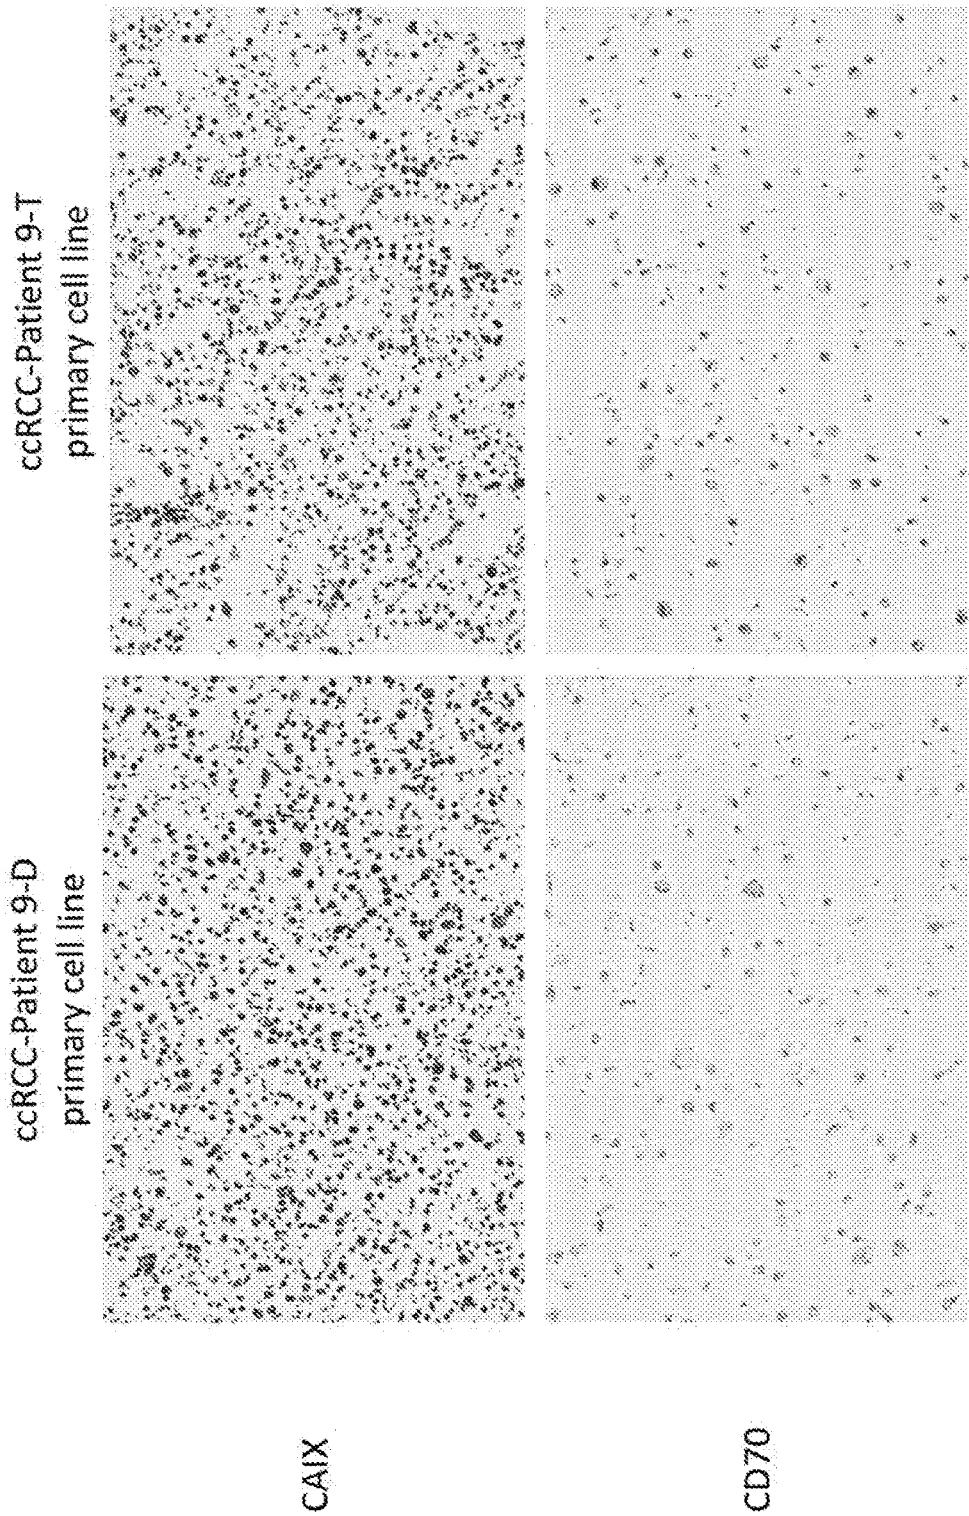 ccRCC-Patient 9-D
primary cell line
ccRCC-Patient 9-T
primary cell line
CAIX
CD70